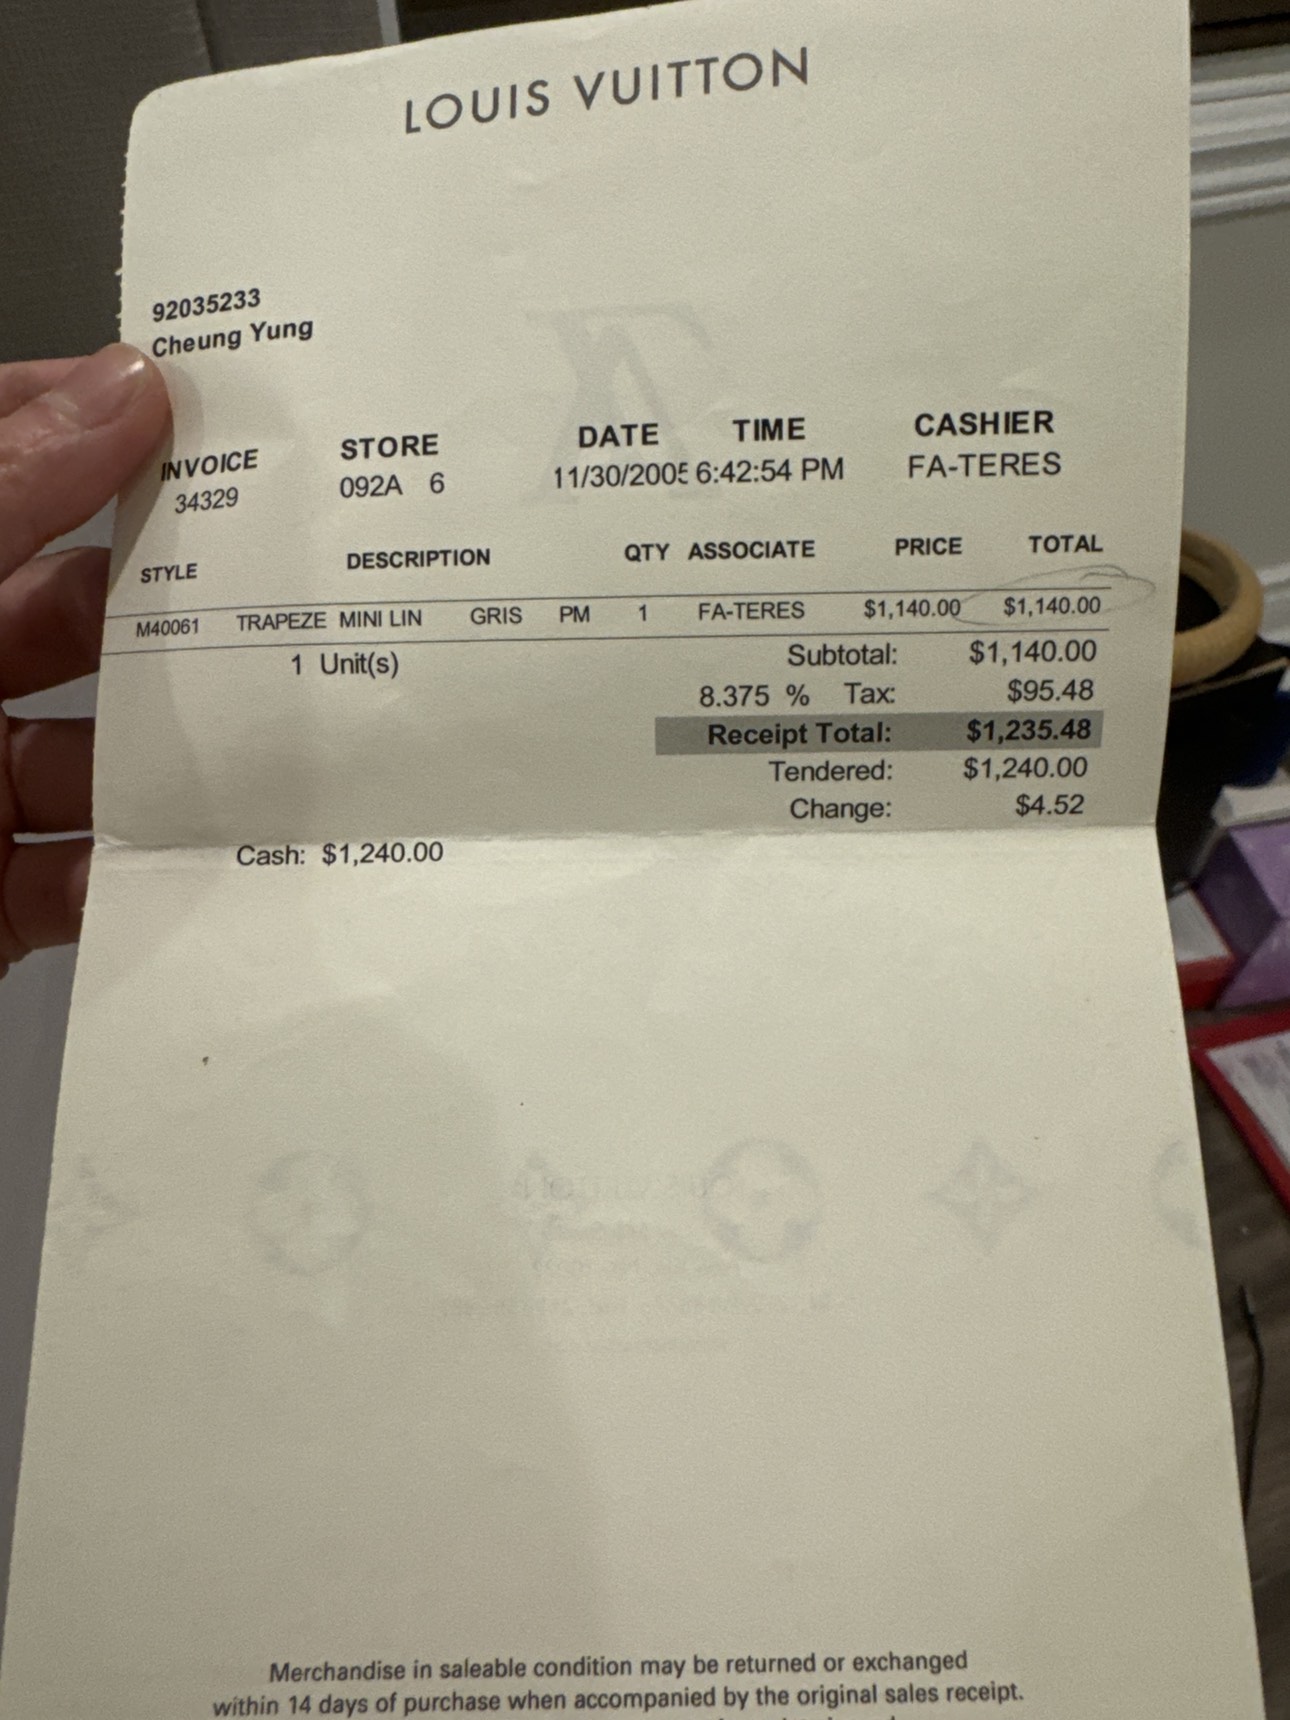 LOUIS VUITTON
92035233
Cheung Yung
INVOICE STORE DATE TIME CASHIER
34329 092A 6 11/30/2005 6:42:54 PM FA-TERES
STYLE DESCRIPTION QTY ASSOCIATE PRICE TOTAL
M40061 TRAPEZE MINI LIN GRIS PM 1 FA-TERES $1,140.00 $1,140.00
1 Unit(s) Subtotal: $1,140.00
8.375 % Tax: $95.48
Receipt Total: $1,235.48
Tendered: $1,240.00
Change: $4.52
Cash: $1,240.00
Merchandise in saleable condition may be returned or exchanged
within 14 days of purchase when accompanied by the original sales receipt.